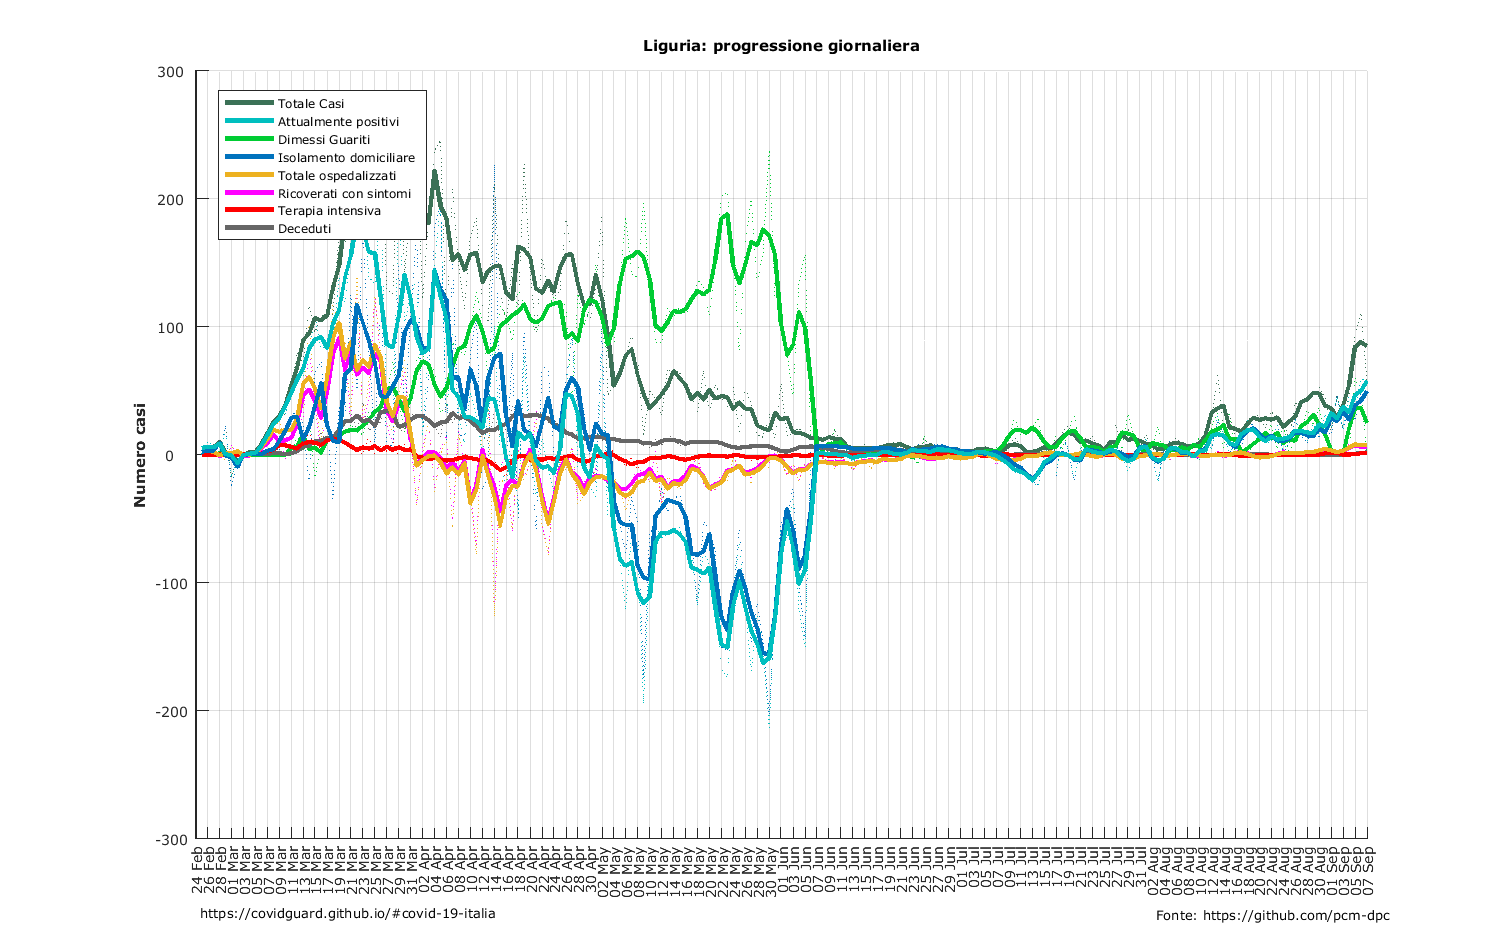 Liguria: progressione giornaliera
300
200
100
0
-100
-200
-300
Numero casi
Totale Casi
Attualmente positivi
Dimessi Guariti
Isolamento domiciliare
Totale ospedalizzati
Ricoverati con sintomi
Terapia intensiva
Deceduti
24 Feb
26 Feb
28 Feb
01 Mar
03 Mar
05 Mar
07 Mar
09 Mar
11 Mar
13 Mar
15 Mar
17 Mar
19 Mar
21 Mar
23 Mar
25 Mar
27 Mar
29 Mar
31 Mar
02 Apr
04 Apr
06 Apr
08 Apr
10 Apr
12 Apr
14 Apr
16 Apr
18 Apr
20 Apr
22 Apr
24 Apr
26 Apr
28 Apr
30 Apr
02 May
04 May
06 May
08 May
10 May
12 May
14 May
16 May
18 May
20 May
22 May
24 May
26 May
28 May
30 May
01 Jun
03 Jun
05 Jun
07 Jun
09 Jun
11 Jun
13 Jun
15 Jun
17 Jun
19 Jun
21 Jun
23 Jun
25 Jun
27 Jun
29 Jun
01 Jul
03 Jul
05 Jul
07 Jul
09 Jul
11 Jul
13 Jul
15 Jul
17 Jul
19 Jul
21 Jul
23 Jul
25 Jul
27 Jul
29 Jul
31 Jul
02 Aug
04 Aug
06 Aug
08 Aug
10 Aug
12 Aug
14 Aug
16 Aug
18 Aug
20 Aug
22 Aug
24 Aug
26 Aug
28 Aug
30 Aug
01 Sep
03 Sep
05 Sep
07 Sep
https://covidguard.github.io/#covid-19-italia
Fonte: https://github.com/pcm-dpc